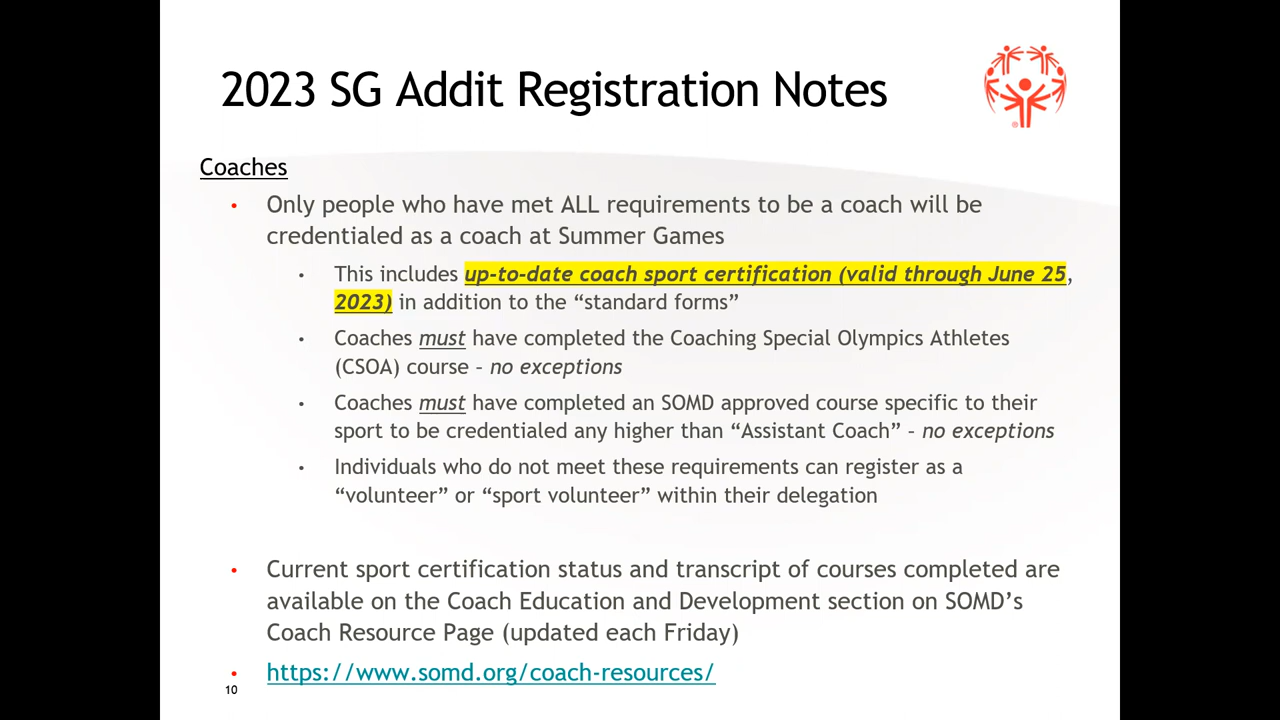 2023 SG Addit Registration Notes
Coaches
• Only people who have met ALL requirements to be a coach will be
credentialed as a coach at Summer Games
• This includes up-to-date coach sport certification (valid through June 25,
2023) in addition to the “standard forms”
• Coaches must have completed the Coaching Special Olympics Athletes
(CSOA) course – no exceptions
• Coaches must have completed an SOMD approved course specific to their
sport to be credentialed any higher than “Assistant Coach” – no exceptions
• Individuals who do not meet these requirements can register as a
“volunteer” or “sport volunteer” within their delegation
• Current sport certification status and transcript of courses completed are
available on the Coach Education and Development section on SOMD’s
Coach Resource Page (updated each Friday)
• https://www.somd.org/coach-resources/
10